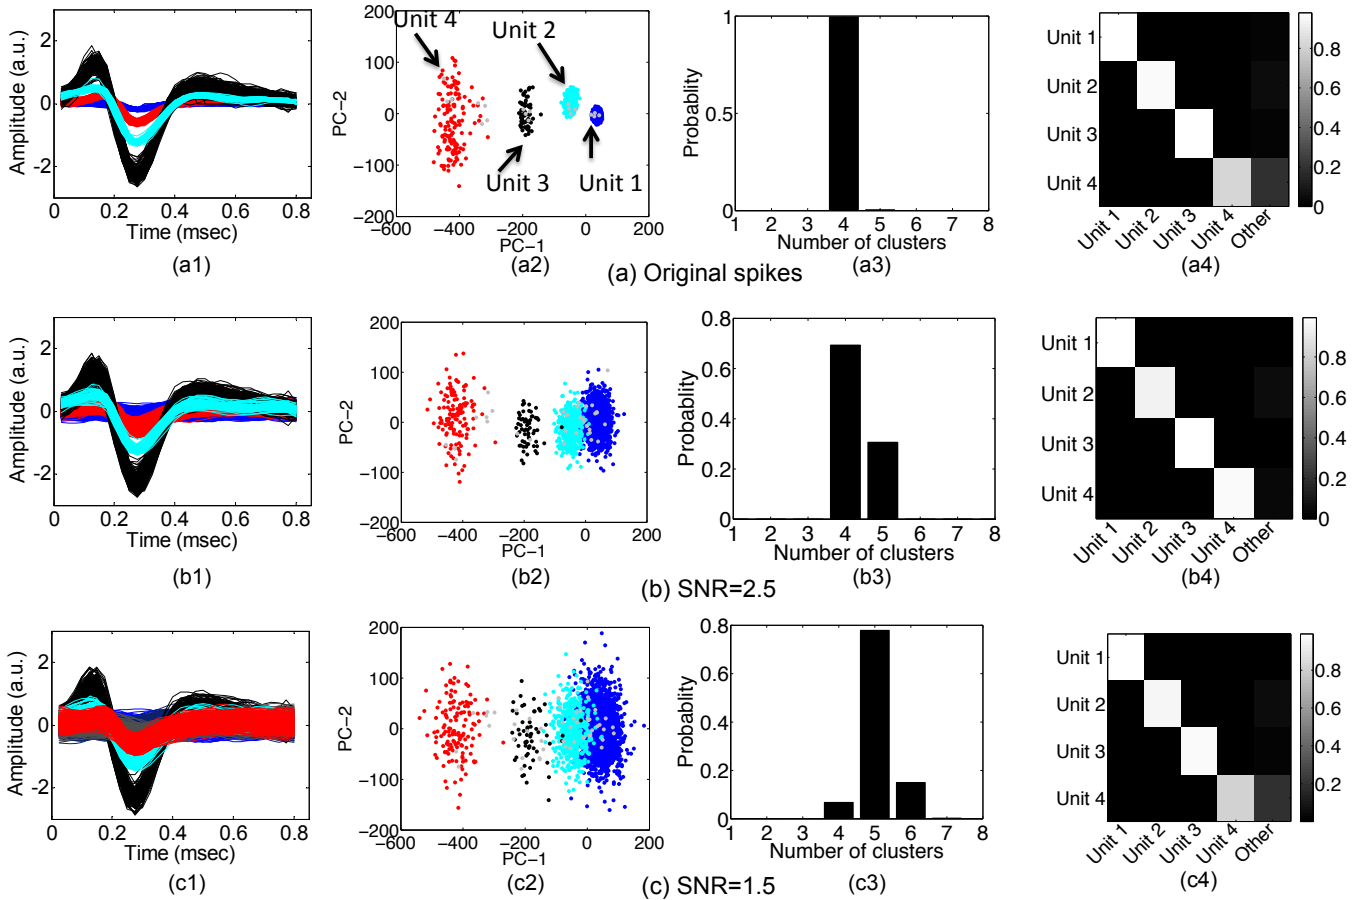 Amplitude (a.u.)
2
0
-2
0 0.2 0.4 0.6 0.8
Time (msec)
(a1)
PC-2
200
100
0
-100
-200
Unit 4
Unit 2
Unit 3
Unit 1
-600 -400 -200 0 200
PC-1
(a2)
Probablity
1
0.5
0
1 2 3 4 5 6 7 8
Number of clusters
(a3)
Unit 1
Unit 2
Unit 3
Unit 4
Unit 1 Unit 2 Unit 3 Unit 4 Other
0.8
0.6
0.4
0.2
0
(a4)
(a) Original spikes
Amplitude (a.u.)
2
0
-2
0 0.2 0.4 0.6 0.8
Time (msec)
(b1)
PC-2
200
100
0
-100
-200
-600 -400 -200 0 200
PC-1
(b2)
Probablity
0.8
0.6
0.4
0.2
0
1 2 3 4 5 6 7 8
Number of clusters
(b3)
Unit 1
Unit 2
Unit 3
Unit 4
Unit 1 Unit 2 Unit 3 Unit 4 Other
0.8
0.6
0.4
0.2
0
(b4)
(b) SNR=2.5
Amplitude (a.u.)
2
0
-2
0 0.2 0.4 0.6 0.8
Time (msec)
(c1)
PC-2
200
100
0
-100
-200
-600 -400 -200 0 200
PC-1
(c2)
Probablity
0.8
0.6
0.4
0.2
0
1 2 3 4 5 6 7 8
Number of clusters
(c3)
Unit 1
Unit 2
Unit 3
Unit 4
Unit 1 Unit 2 Unit 3 Unit 4 Other
0.8
0.6
0.4
0.2
(c4)
(c) SNR=1.5